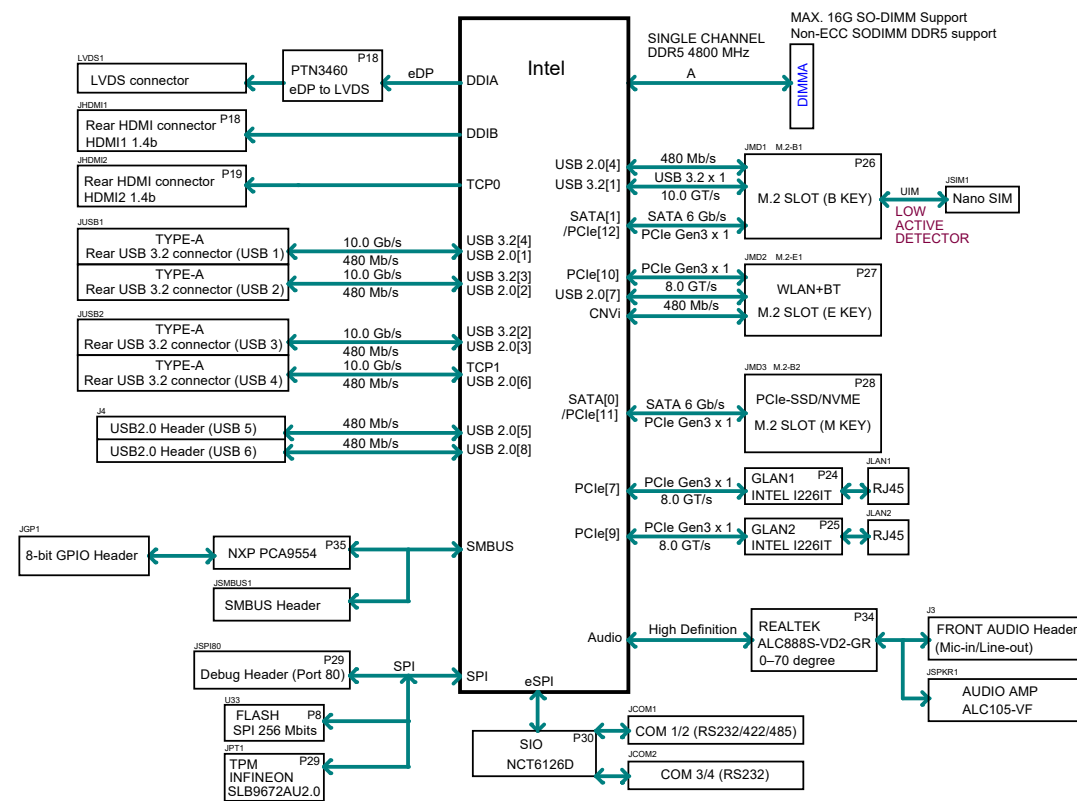 MAX. 16G SO-DIMM Support
Non-ECC SODIMM DDR5 support
SINGLE CHANNEL
DDR5 4800 MHz
A
DIMMA
Intel
LVDS1
LVDS connector
P18
PTN3460
eDP to LVDS
eDP
DDIA
JHDMI1
Rear HDMI connector P18
HDMI1 1.4b
DDIB
JHDMI2
Rear HDMI connector P19
HDMI2 1.4b
TCP0
JUSB1
TYPE-A
Rear USB 3.2 connector (USB 1)
10.0 Gb/s
480 Mb/s
USB 3.2[4]
USB 2.0[1]
TYPE-A
Rear USB 3.2 connector (USB 2)
10.0 Gb/s
480 Mb/s
USB 3.2[3]
USB 2.0[2]
JUSB2
TYPE-A
Rear USB 3.2 connector (USB 3)
10.0 Gb/s
480 Mb/s
USB 3.2[2]
USB 2.0[3]
TYPE-A
Rear USB 3.2 connector (USB 4)
10.0 Gb/s
480 Mb/s
TCP1
USB 2.0[6]
J4
USB2.0 Header (USB 5)
480 Mb/s
USB 2.0[5]
USB2.0 Header (USB 6)
480 Mb/s
USB 2.0[8]
JGP1
8-bit GPIO Header
P35
NXP PCA9554
SMBUS
JSMBUS1
SMBUS Header
JSPI80
P29
Debug Header (Port 80)
SPI
SPI
U33
FLASH P8
SPI 256 Mbits
JPT1
TPM P29
INFINEON
SLB9672AU2.0
USB 2.0[4]
480 Mb/s
USB 3.2[1]
USB 3.2 x 1
10.0 GT/s
SATA[1]
/PCIe[12]
SATA 6 Gb/s
PCIe Gen3 x 1
JMD1 M.2-B1
P26
M.2 SLOT (B KEY)
UIM
LOW
ACTIVE
DETECTOR
JSIM1
Nano SIM
PCIe[10]
PCIe Gen3 x 1
USB 2.0[7]
8.0 GT/s
CNVi
480 Mb/s
JMD2 M.2-E1
P27
WLAN+BT
M.2 SLOT (E KEY)
SATA[0]
/PCIe[11]
SATA 6 Gb/s
PCIe Gen3 x 1
JMD3 M.2-B2
P28
PCIe-SSD/NVME
M.2 SLOT (M KEY)
PCIe[7]
PCIe Gen3 x 1
8.0 GT/s
GLAN1 P24
INTEL I226IT
JLAN1
RJ45
PCIe[9]
PCIe Gen3 x 1
8.0 GT/s
GLAN2 P25
INTEL I226IT
JLAN2
RJ45
Audio
High Definition
P34
REALTEK
ALC888S-VD2-GR
0–70 degree
J3
FRONT AUDIO Header
(Mic-in/Line-out)
JSPKR1
AUDIO AMP
ALC105-VF
eSPI
P30
SIO
NCT6126D
JCOM1
COM 1/2 (RS232/422/485)
JCOM2
COM 3/4 (RS232)